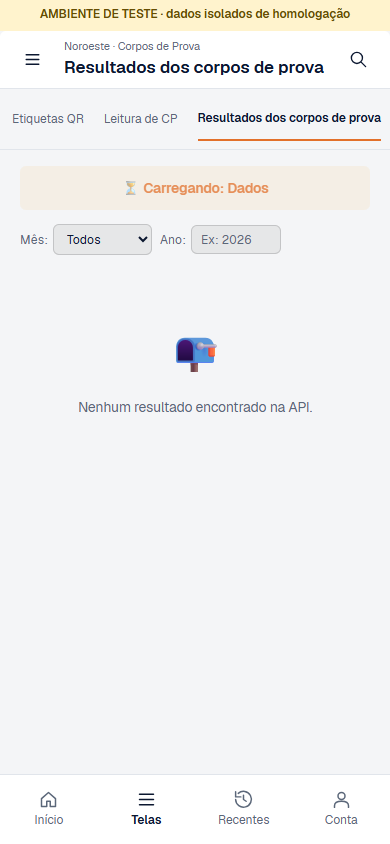 AMBIENTE DE TESTE · dados isolados de homologação
Noroeste · Corpos de Prova
Resultados dos corpos de prova
Etiquetas QR Leitura de CP Resultados dos corpos de prova
⏳ Carregando: Dados
Mês: Todos Ano: Ex: 2026
Nenhum resultado encontrado na API.
Início Telas Recentes Conta